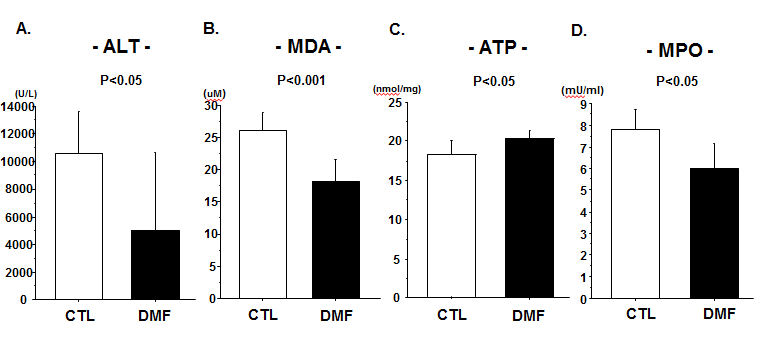 A.
- ALT -
P<0.05
(U/L)
14000
12000
10000
8000
6000
4000
2000
0
CTL DMF
B.
- MDA -
P<0.001
(uM)
30
25
20
15
10
5
0
CTL DMF
C.
- ATP -
P<0.05
(nmol/mg)
25
20
15
10
5
0
CTL DMF
D.
- MPO -
P<0.05
(mU/ml)
9
8
7
6
5
4
3
2
1
0
CTL DMF